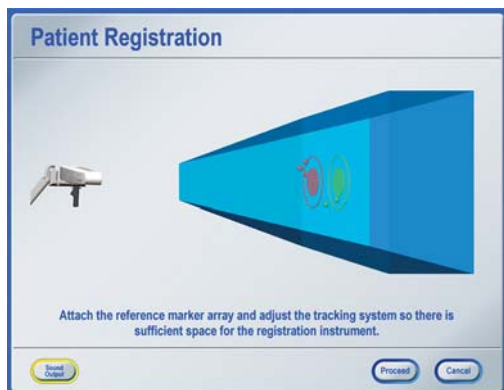 Patient Registration
Attach the reference marker array and adjust the tracking system so there is
sufficient space for the registration instrument.
Sound
Output
Proceed
Cancel